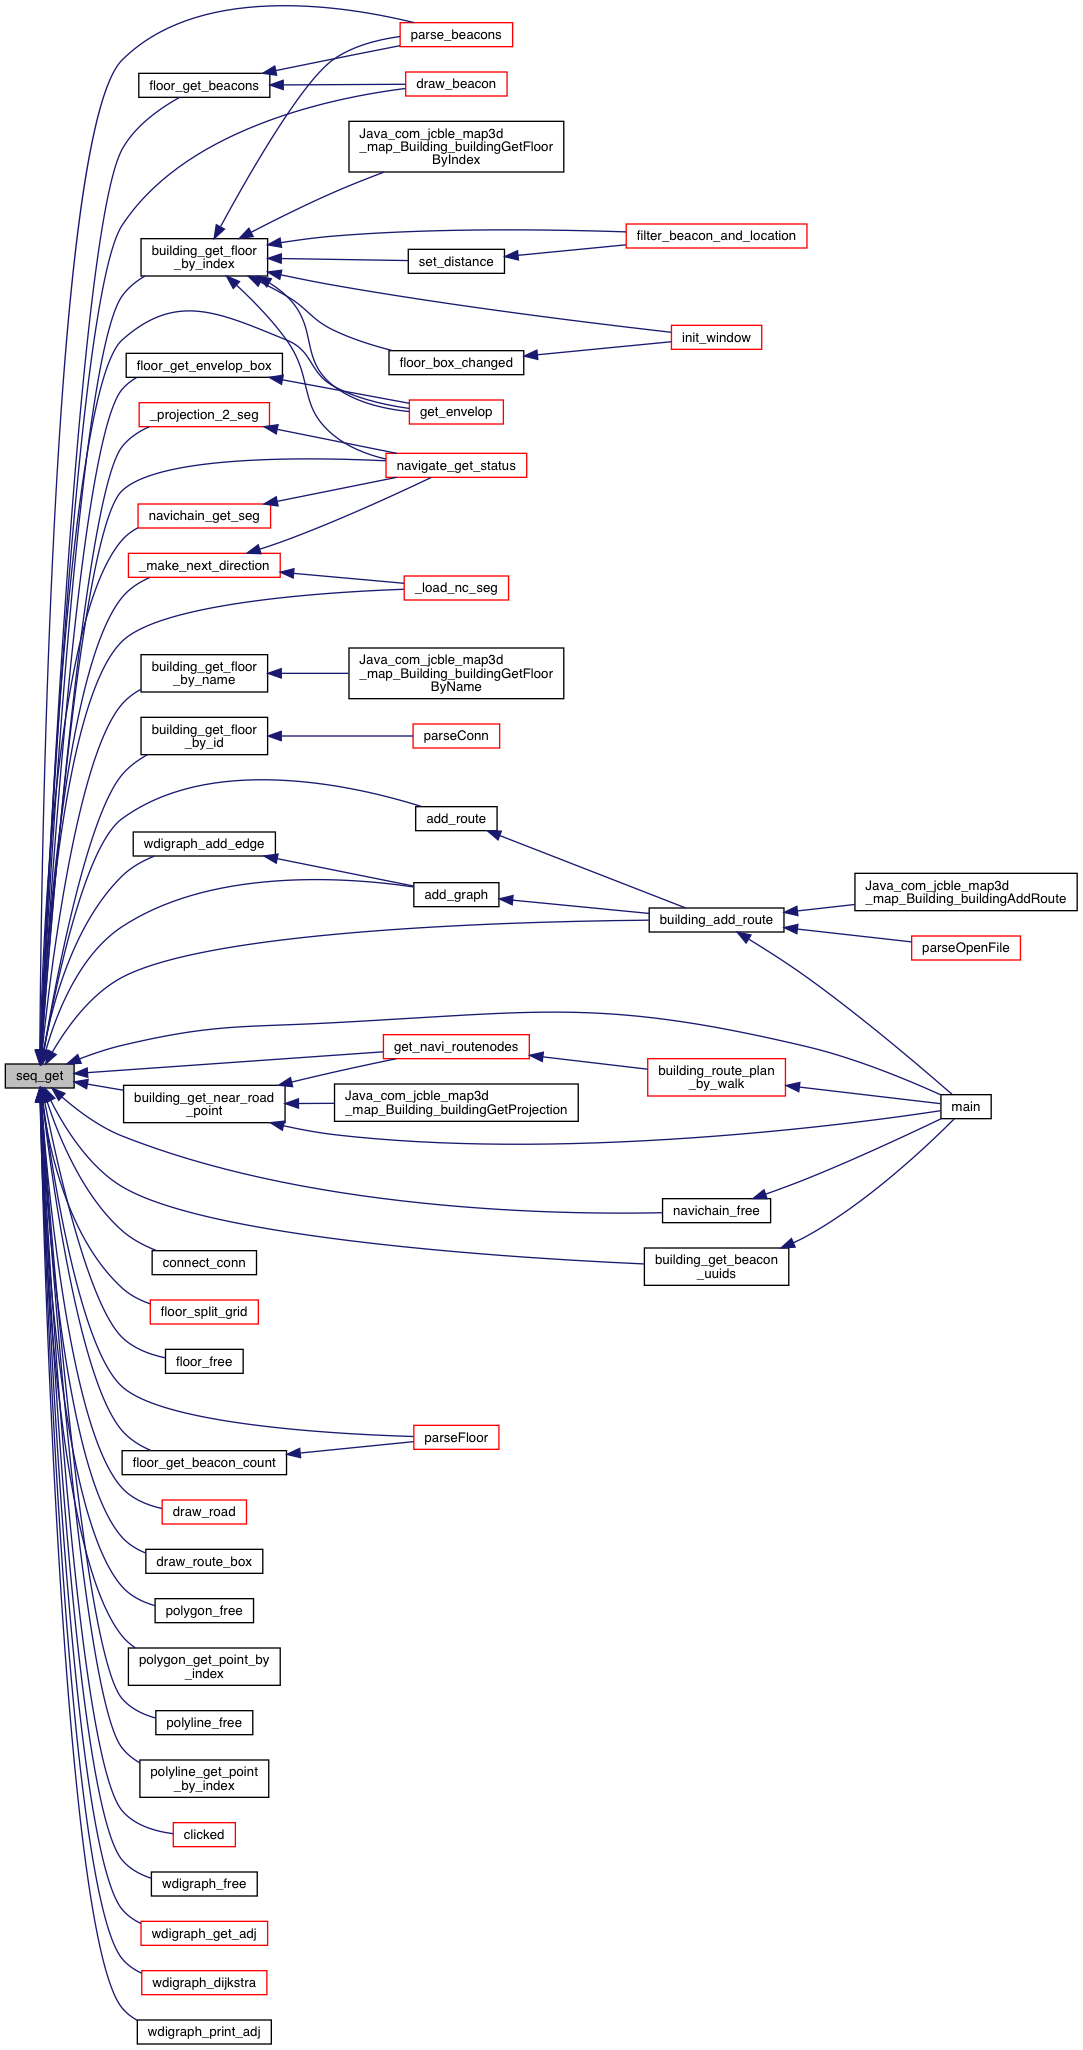 parse_beacons
floor_get_beacons
draw_beacon
Java_com_jcble_map3d
_map_Building_buildingGetFloor
ByIndex
building_get_floor
_by_index
filter_beacon_and_location
set_distance
init_window
floor_box_changed
floor_get_envelop_box
get_envelop
_projection_2_seg
navigate_get_status
navichain_get_seg
_make_next_direction
_load_nc_seg
building_get_floor
_by_name
Java_com_jcble_map3d
_map_Building_buildingGetFloor
ByName
building_get_floor
_by_id
parseConn
add_route
wdigraph_add_edge
add_graph
Java_com_jcble_map3d
_map_Building_buildingAddRoute
building_add_route
parseOpenFile
get_navi_routenodes
seq_get
building_route_plan
_by_walk
building_get_near_road
_point
Java_com_jcble_map3d
_map_Building_buildingGetProjection
main
navichain_free
connect_conn
building_get_beacon
_uuids
floor_split_grid
floor_free
parseFloor
floor_get_beacon_count
draw_road
draw_route_box
polygon_free
polygon_get_point_by
_index
polyline_free
polyline_get_point
_by_index
clicked
wdigraph_free
wdigraph_get_adj
wdigraph_dijkstra
wdigraph_print_adj